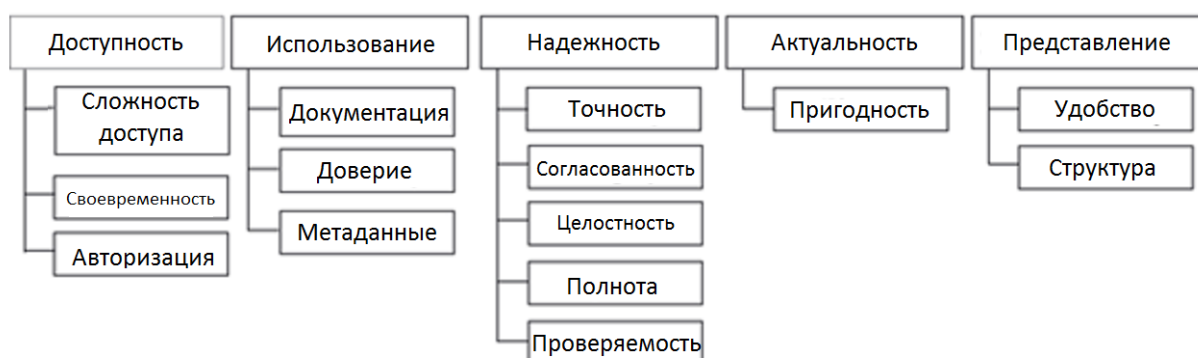 Доступность
Сложность
доступа
Своевременность
Авторизация
Использование
Документация
Доверие
Метаданные
Надежность
Точность
Согласованность
Целостность
Полнота
Проверяемость
Актуальность
Пригодность
Представление
Удобство
Структура